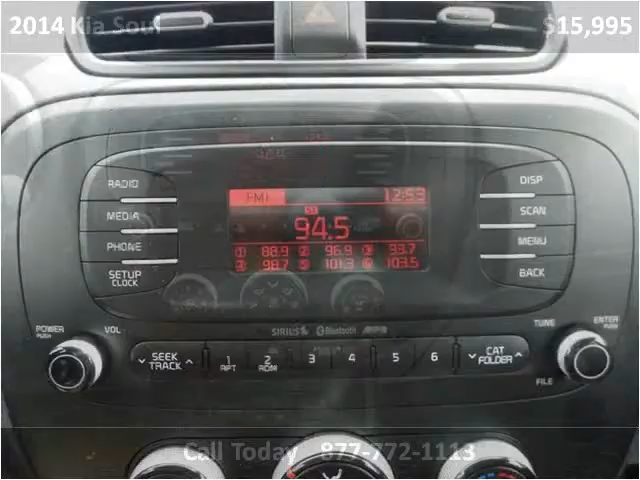 2014 Kia Soul
$15,995
RADIO
MEDIA
PHONE
SETUP
CLOCK
FM1
12:53
ST
94.5
1 88.9 2 96.9 3 93.7
4 98.7 5 101.3 6 103.5
DISP
SCAN
MENU
BACK
SIRIUS Bluetooth MP3
POWER
PUSH
VOL
SEEK
TRACK
1
RPT
2
RDM
3
4
5
6
CAT
FOLDER
TUNE
ENTER
PUSH
FILE
Call Today 877-772-1113